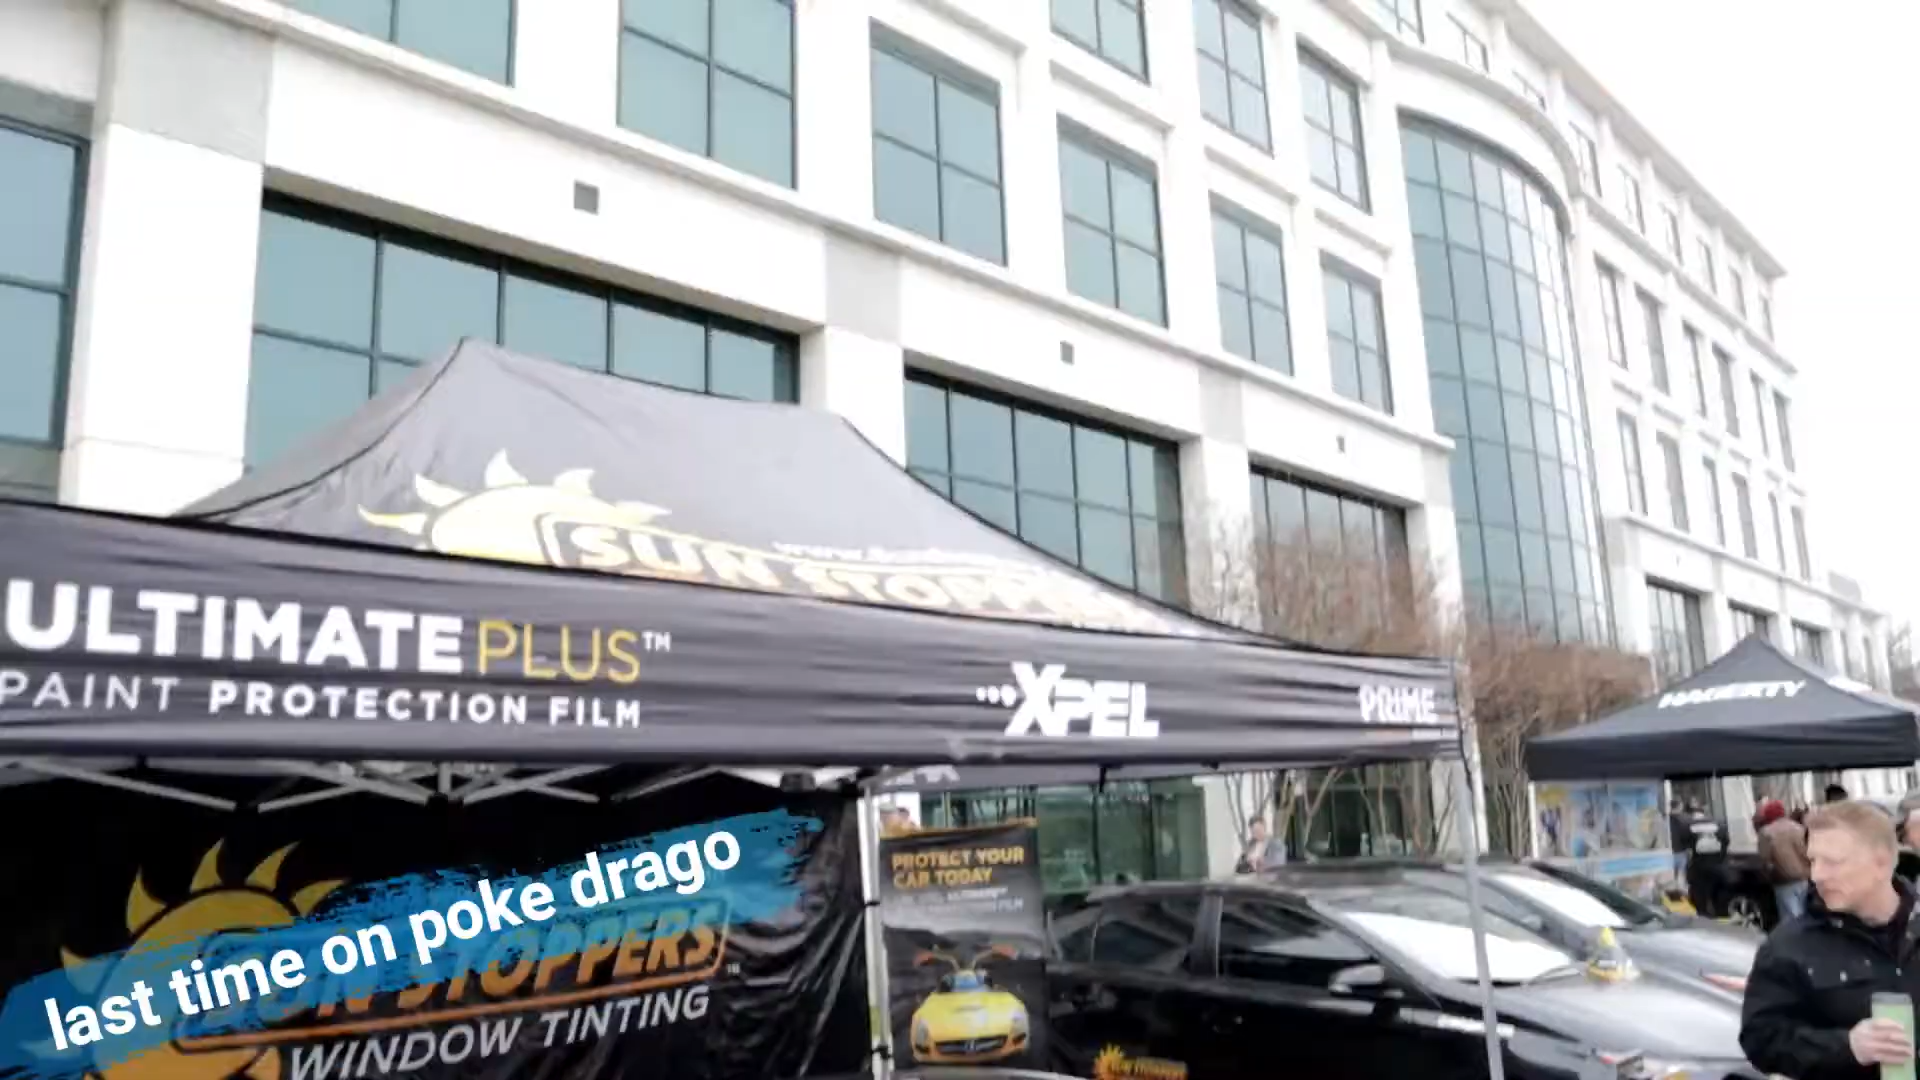 SUN STOPPERS
ULTIMATE PLUS™
PAINT PROTECTION FILM
XPEL
PRIME
HAGERTY
PROTECT YOUR
CAR TODAY
last time on poke drago
STOPPERS
WINDOW TINTING